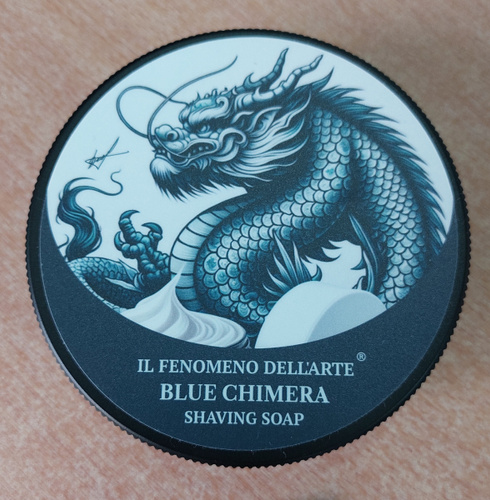 IL FENOMENO DELL'ARTE®
BLUE CHIMERA
SHAVING SOAP